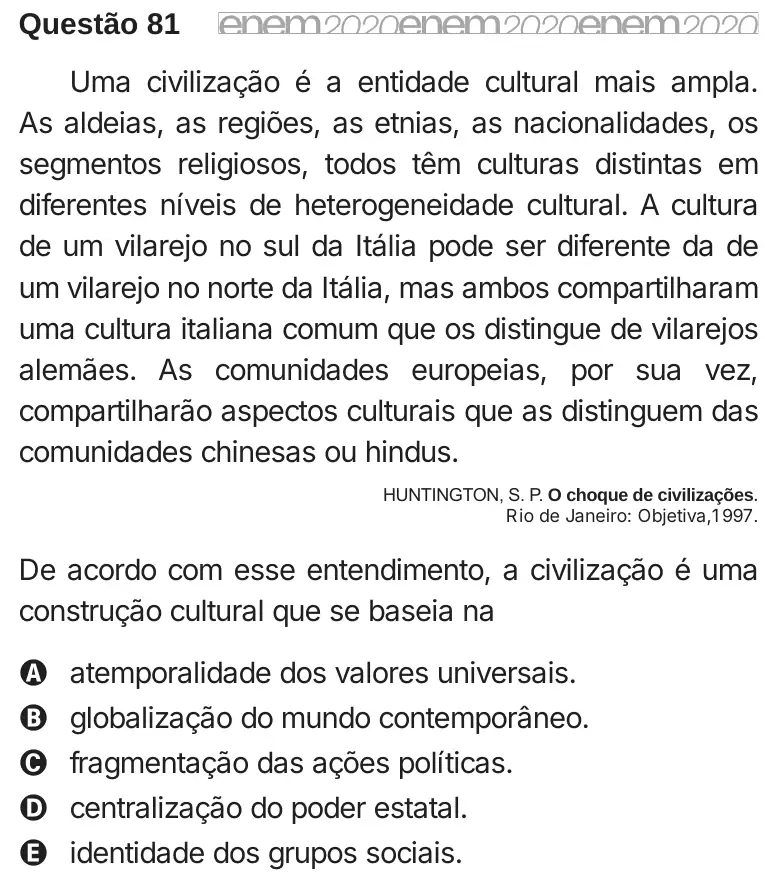 Questão 81 enem2020enem2020enem2020
Uma civilização é a entidade cultural mais ampla.
As aldeias, as regiões, as etnias, as nacionalidades, os
segmentos religiosos, todos têm culturas distintas em
diferentes níveis de heterogeneidade cultural. A cultura
de um vilarejo no sul da Itália pode ser diferente da de
um vilarejo no norte da Itália, mas ambos compartilharam
uma cultura italiana comum que os distingue de vilarejos
alemães. As comunidades europeias, por sua vez,
compartilharão aspectos culturais que as distinguem das
comunidades chinesas ou hindus.
HUNTINGTON, S. P. O choque de civilizações.
Rio de Janeiro: Objetiva,1997.
De acordo com esse entendimento, a civilização é uma
construção cultural que se baseia na
A atemporalidade dos valores universais.
B globalização do mundo contemporâneo.
C fragmentação das ações políticas.
D centralização do poder estatal.
E identidade dos grupos sociais.